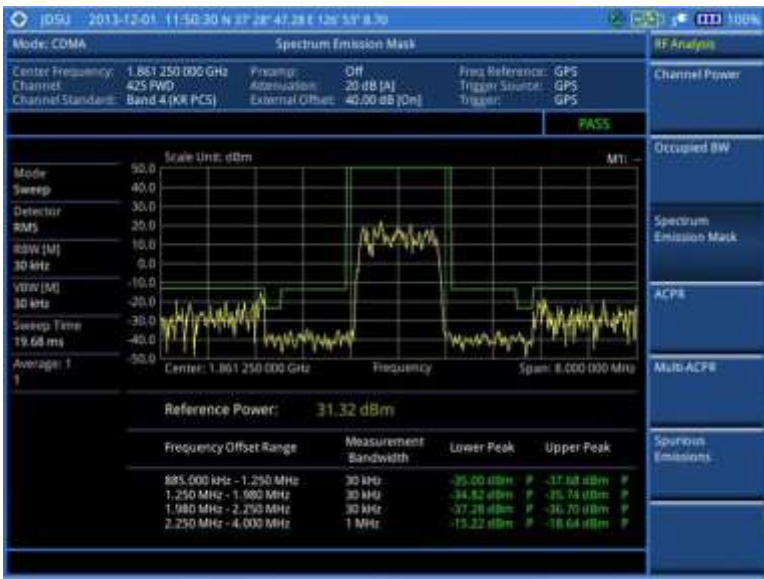 JDSU 2013-12-01 11:50:30 N 37° 28' 47.28 E 126° 53' 8.70 100%
Mode: CDMA Spectrum Emission Mask RF Analysis
Center Frequency: 1.861 250 000 GHz Preamp: Off Freq Reference: GPS
Channel: 425 FWD Attenuation: 20 dB [A] Trigger Source: GPS
Channel Standard: Band 4 (KR PCS) External Offset: 40.00 dB [On] Trigger: GPS
Channel Power
PASS
Occupied BW
Scale Unit: dBm M1: --
Mode
Sweep
Detector
RMS
RBW [M]
30 kHz
VBW [M]
30 kHz
Sweep Time
19.68 ms
Average: 1
1
50.0
40.0
30.0
20.0
10.0
0.0
-10.0
-20.0
-30.0
-40.0
-50.0
Center: 1.861 250 000 GHz Frequency Span: 8.000 000 MHz
Spectrum
Emission Mask
ACPR
Multi-ACPR
Spurious
Emissions
Reference Power: 31.32 dBm
Frequency Offset Range Measurement Bandwidth Lower Peak Upper Peak
885.000 kHz - 1.250 MHz 30 kHz -35.00 dBm P -37.68 dBm P
1.250 MHz - 1.980 MHz 30 kHz -34.82 dBm P -35.74 dBm P
1.980 MHz - 2.250 MHz 30 kHz -37.28 dBm P -36.70 dBm P
2.250 MHz - 4.000 MHz 1 MHz -15.22 dBm P -18.64 dBm P